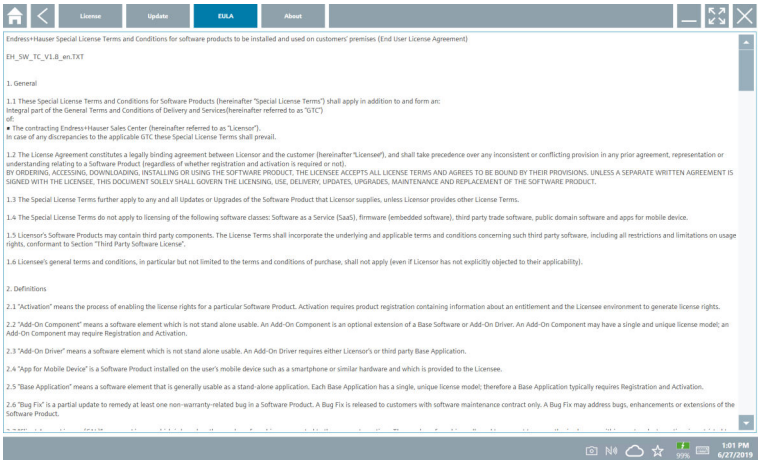 License
Update
EULA
About
Endress+Hauser Special License Terms and Conditions for software products to be installed and used on customers' premises (End User License Agreement)
EH_SW_TC_V1.8_en.TXT
1. General
1.1 These Special License Terms and Conditions for Software Products (hereinafter "Special License Terms") shall apply in addition to and form an:
Integral part of the General Terms and Conditions of Delivery and Services(hereinafter referred to as "GTC")
of:
● The contracting Endress+Hauser Sales Center (hereinafter referred to as "Licensor").
In case of any discrepancies to the applicable GTC these Special License Terms shall prevail.
1.2 The License Agreement constitutes a legally binding agreement between Licensor and the customer (hereinafter "Licensee"), and shall take precedence over any inconsistent or conflicting provision in any prior agreement, representation or
understanding relating to a Software Product (regardless of whether registration and activation is required or not).
BY ORDERING, ACCESSING, DOWNLOADING, INSTALLING OR USING THE SOFTWARE PRODUCT, THE LICENSEE ACCEPTS ALL LICENSE TERMS AND AGREES TO BE BOUND BY THEIR PROVISIONS. UNLESS A SEPARATE WRITTEN AGREEMENT IS
SIGNED WITH THE LICENSEE, THIS DOCUMENT SOLELY SHALL GOVERN THE LICENSING, USE, DELIVERY, UPDATES, UPGRADES, MAINTENANCE AND REPLACEMENT OF THE SOFTWARE PRODUCT.
1.3 The Special License Terms further apply to any and all Updates or Upgrades of the Software Product that Licensor supplies, unless Licensor provides other License Terms.
1.4 The Special License Terms do not apply to licensing of the following software classes: Software as a Service (SaaS), firmware (embedded software), third party trade software, public domain software and apps for mobile device.
1.5 Licensor's Software Products may contain third party components. The License Terms shall incorporate the underlying and applicable terms and conditions concerning such third party software, including all restrictions and limitations on usage
rights, conformant to Section "Third Party Software License".
1.6 Licensee's general terms and conditions, in particular but not limited to the terms and conditions of purchase, shall not apply (even if Licensor has not explicitly objected to their applicability).
2. Definitions
2.1 "Activation" means the process of enabling the license rights for a particular Software Product. Activation requires product registration containing information about an entitlement and the Licensee environment to generate license rights.
2.2 "Add-On Component" means a software element which is not stand alone usable. An Add-On Component is an optional extension of a Base Software or Add-On Driver. An Add-On Component may have a single and unique license model; an
Add-On Component may require Registration and Activation.
2.3 "Add-On Driver" means a software element which is not stand alone usable. An Add-On Driver requires either Licensor's or third party Base Application.
2.4 "App for Mobile Device" is a Software Product installed on the user's mobile device such as a smartphone or similar hardware and which is provided to the Licensee.
2.5 "Base Application" means a software element that is generally usable as a stand-alone application. Each Base Application has a single, unique license model; therefore a Base Application typically requires Registration and Activation.
2.6 "Bug Fix" is a partial update to remedy at least one non-warranty-related bug in a Software Product. A Bug Fix is released to customers with software maintenance contract only. A Bug Fix may address bugs, enhancements or extensions of the
Software Product.
99%
1:01 PM
6/27/2019